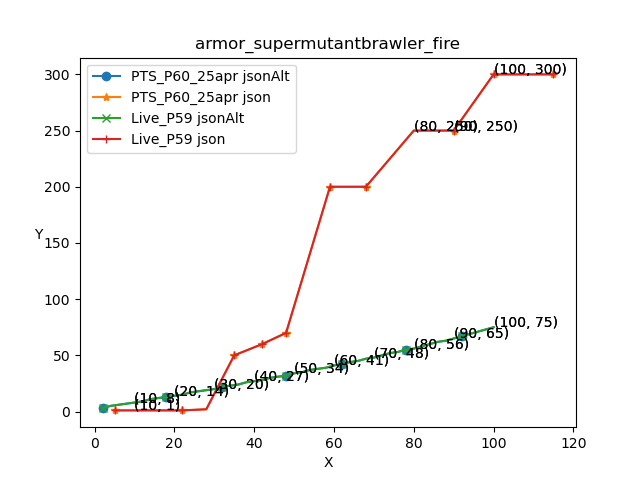 armor_supermutantbrawler_fire
PTS_P60_25apr jsonAlt
PTS_P60_25apr json
Live_P59 jsonAlt
Live_P59 json
Y
300
250
200
150
100
50
0
(100, 300)
(80, 250)
(90, 250)
(100, 75)
(90, 65)
(80, 56)
(70, 48)
(60, 41)
(50, 34)
(40, 27)
(30, 20)
(20, 14)
(10, 8)
(10, 1)
0 20 40 60 80 100 120
X